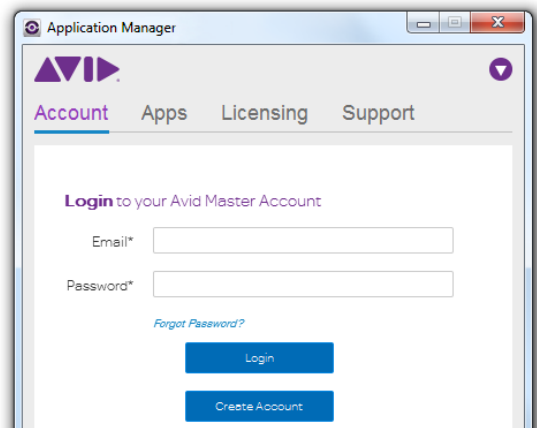 Application Manager
AVID
Account Apps Licensing Support
Login to your Avid Master Account
Email*
Password*
Forgot Password?
Login
Create Account